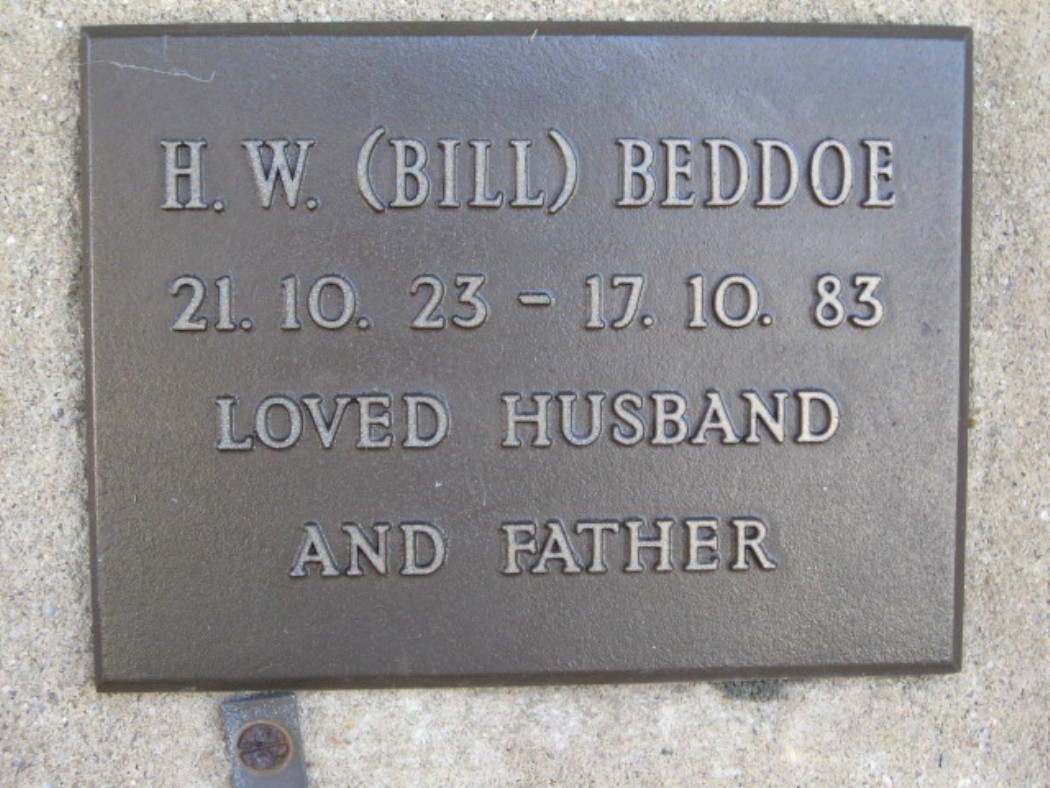 H. W. (BILL) BEDDOE
21. 10. 23 - 17. 10. 83
LOVED HUSBAND
AND FATHER